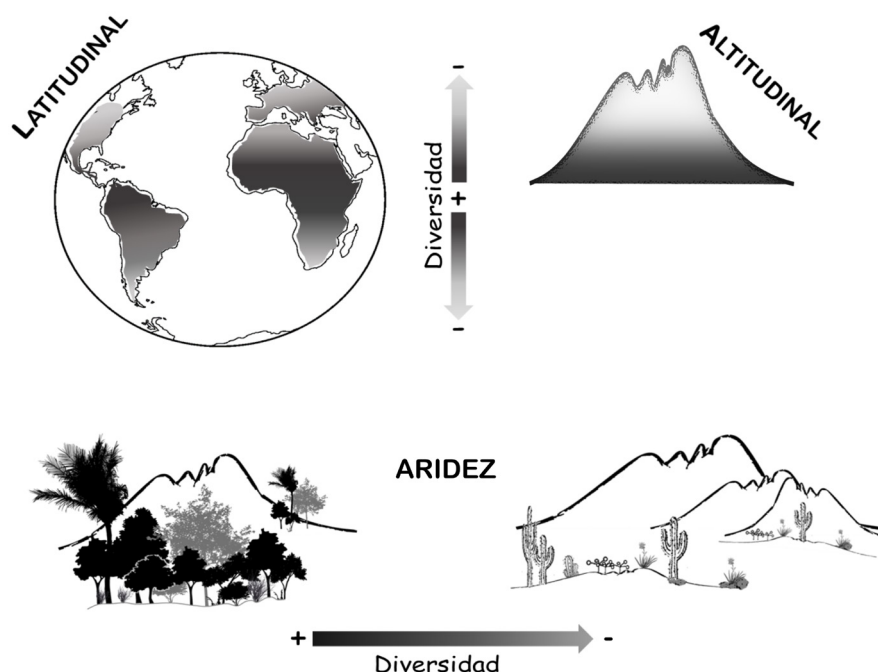 LATITUDINAL
ALTITUDINAL
-
+
-
Diversidad
ARIDEZ
+
-
Diversidad